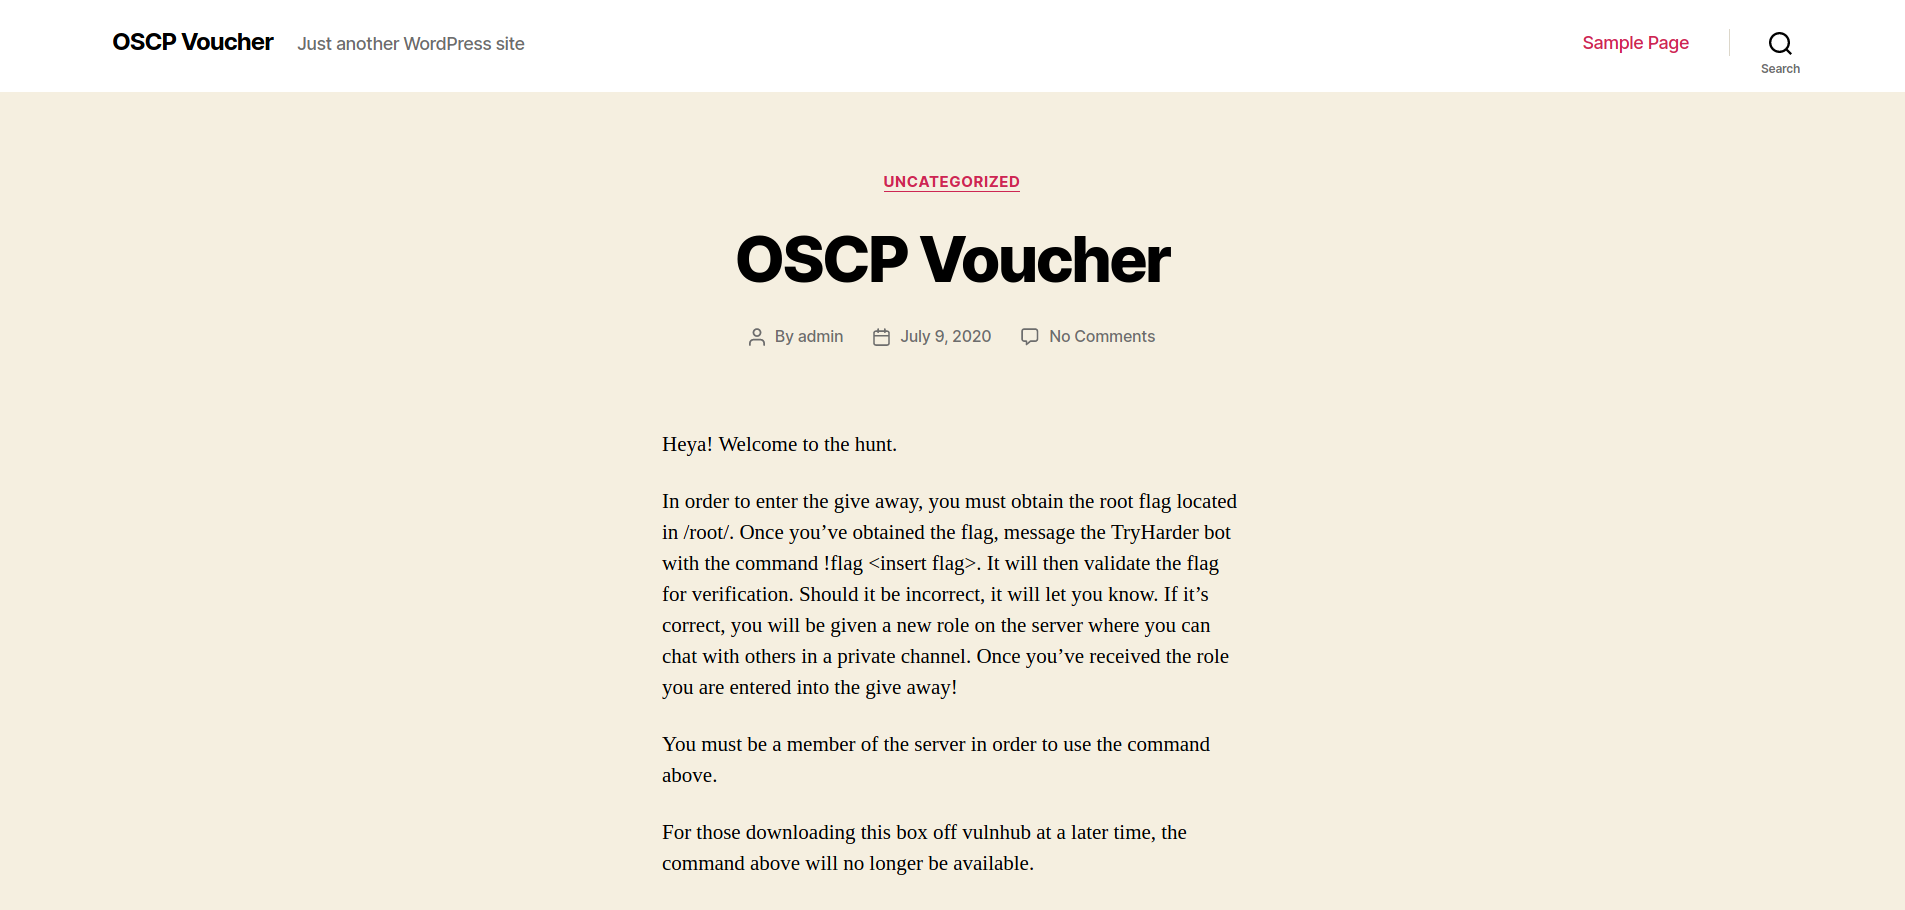 OSCP Voucher Just another WordPress site Sample Page
Search
UNCATEGORIZED
OSCP Voucher
By admin July 9, 2020 No Comments
Heya! Welcome to the hunt.
In order to enter the give away, you must obtain the root flag located
in /root/. Once you’ve obtained the flag, message the TryHarder bot
with the command !flag <insert flag>. It will then validate the flag
for verification. Should it be incorrect, it will let you know. If it’s
correct, you will be given a new role on the server where you can
chat with others in a private channel. Once you’ve received the role
you are entered into the give away!
You must be a member of the server in order to use the command
above.
For those downloading this box off vulnhub at a later time, the
command above will no longer be available.